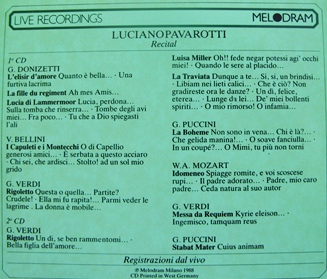 LIVE RECORDINGS
MELODRAM
LUCIANO PAVAROTTI
Recital
1º CD
G. DONIZETTI
L'elisir d'amore Quanto è bella... · Una
furtiva lacrima
La fille du regiment Ah mes Amis...
Lucia di Lammermoor Lucia, perdona...
Sulla tomba che rinserra... · Tombe degli avi
miei... · Fra poco... · Tu che a Dio spiegasti
l'ali
V. BELLINI
I Capuleti e i Montecchi O di Capellio
generosi amici... · È serbata a questo acciaro
· Chi sei, che ardisci... Stolto! ad un sol mio
grido
G. VERDI
Rigoletto Questa o quella... Partite?
Crudele! · Ella mi fu rapita!... Parmi veder le
lagrime . La donna è mobile...
2º CD
G. VERDI
Rigoletto Un dì, se ben rammentomi... ·
Bella figlia dell'amore...
Luisa Miller Oh!! fede negar potessi agl' occhi
miei! · Quando le sere al placido...
La Traviata Dunque a te... Sì, sì, un brindisi...
· Libiam nei lieti calici... · Che è ciò? Non
gradireste ora le danze? · Un dì, felice,
eterea... · Lunge da lei... De' miei bollenti
spiriti... · O mio rimorso! O infamia...
G. PUCCINI
La Boheme Non sono in vena... Chi è là?... ·
Che gelida manina!... · O soave fanciulla... ·
In un coupé?... O Mimì, tu più non torni
W.A. MOZART
Idomeneo Spiagge romite, e voi scoscese
rupi... · Il padre adorato... · Padre, mio caro
padre... Ceda natura al suo autor
G. VERDI
Messa da Requiem Kyrie eleison... ·
Ingemisco, tamquam reus
G. PUCCINI
Stabat Mater Cuius animam
Registrazioni dal vivo
℗ Melodram Milano 1988
CD Printed in West Germany